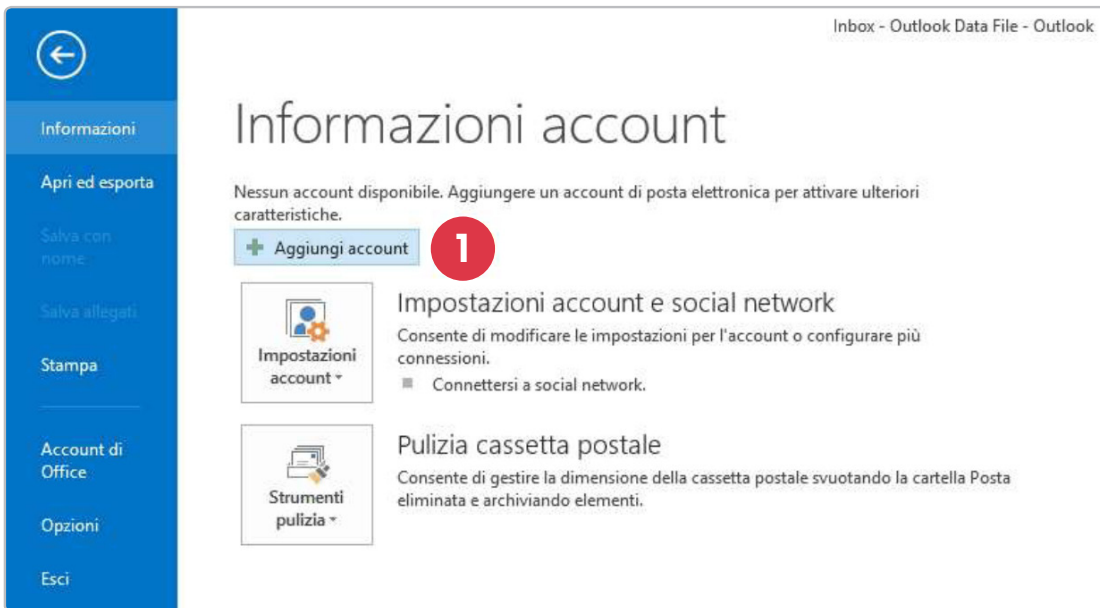 Inbox - Outlook Data File - Outlook
Informazioni
Apri ed esporta
Salva con
nome
Salva allegati
Stampa
Account di
Office
Opzioni
Esci
Informazioni account
Nessun account disponibile. Aggiungere un account di posta elettronica per attivare ulteriori
caratteristiche.
Aggiungi account
1
Impostazioni
account
Impostazioni account e social network
Consente di modificare le impostazioni per l'account o configurare più
connessioni.
Connettersi a social network.
Strumenti
pulizia
Pulizia cassetta postale
Consente di gestire la dimensione della cassetta postale svuotando la cartella Posta
eliminata e archiviando elementi.